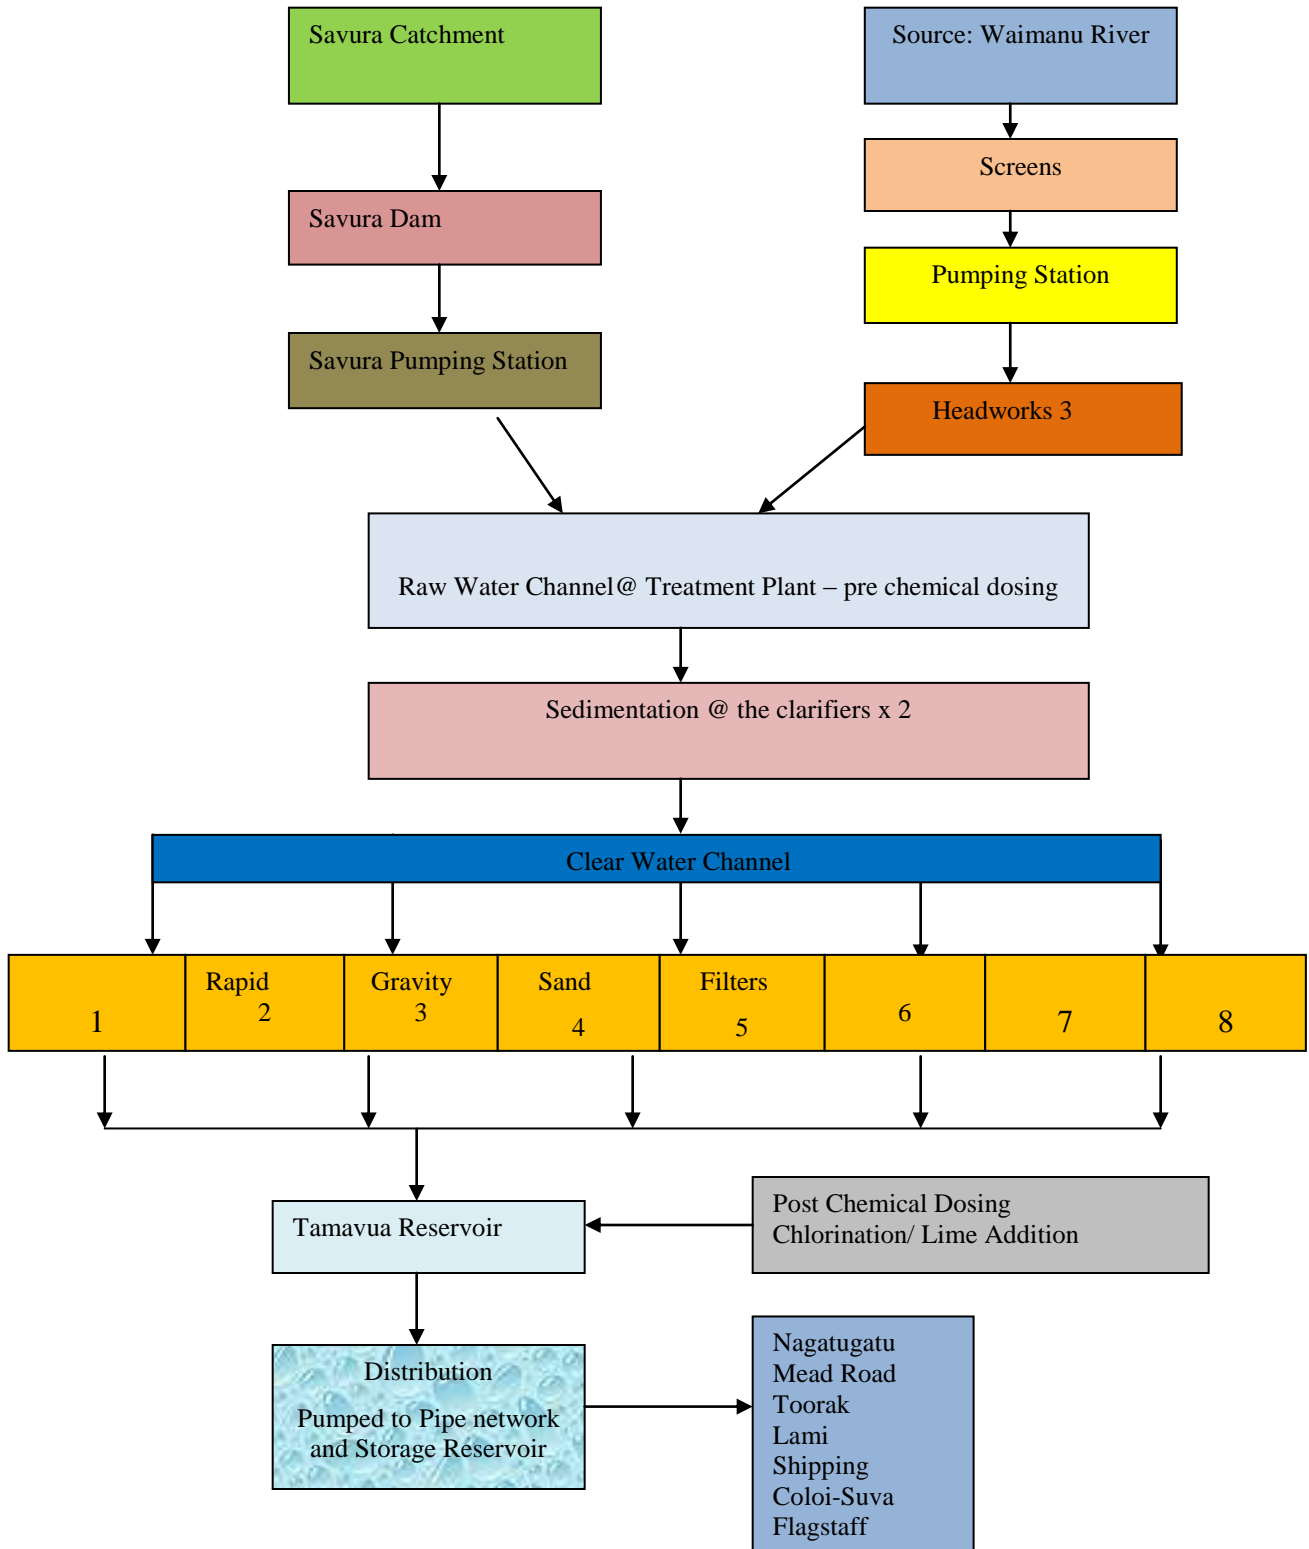 Savura Catchment
Source: Waimanu River
Screens
Savura Dam
Pumping Station
Savura Pumping Station
Headworks 3
Raw Water Channel@ Treatment Plant – pre chemical dosing
Sedimentation @ the clarifiers x 2
Clear Water Channel
Rapid Gravity Sand Filters
1 2 3 4 5 6 7 8
Tamavua Reservoir
Post Chemical Dosing
Chlorination/ Lime Addition
Distribution
Pumped to Pipe network
and Storage Reservoir
Nagatugatu
Mead Road
Toorak
Lami
Shipping
Coloi-Suva
Flagstaff